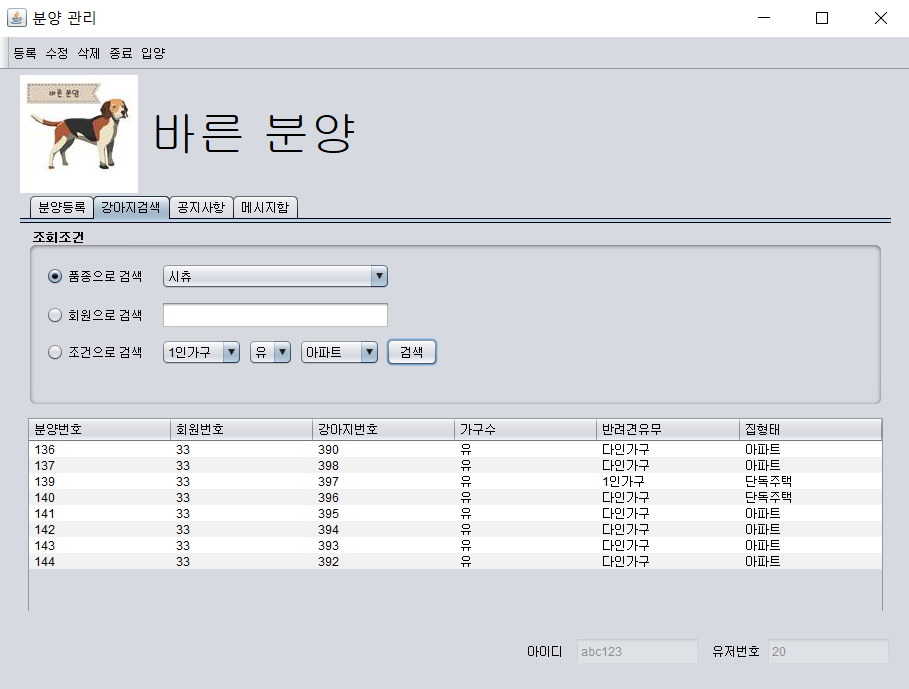 분양 관리
등록 수정 삭제 종료 입양
바른 분양
바른 분양
분양등록 강아지검색 공지사항 메시지함
조회조건
품종으로 검색 시츄
회원으로 검색
조건으로 검색 1인가구 유 아파트 검색
분양번호 회원번호 강아지번호 가구수 반려견유무 집형태
136 33 390 유 다인가구 아파트
137 33 398 유 다인가구 아파트
139 33 397 유 1인가구 단독주택
140 33 396 유 다인가구 단독주택
141 33 395 유 다인가구 아파트
142 33 394 유 다인가구 아파트
143 33 393 유 다인가구 아파트
144 33 392 유 다인가구 아파트
아이디 abc123 유저번호 20